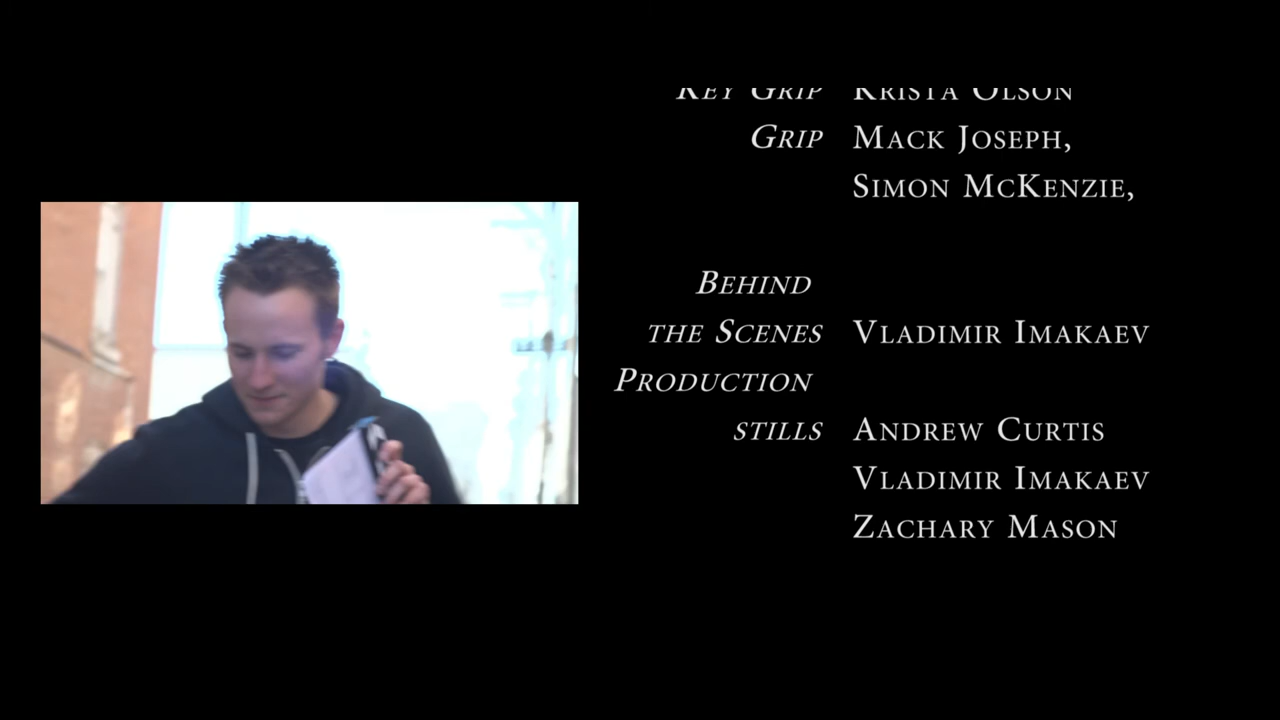 KEY GRIP KRISTA OLSON
GRIP MACK JOSEPH,
SIMON MCKENZIE,
BEHIND
THE SCENES VLADIMIR IMAKAEV
PRODUCTION
STILLS ANDREW CURTIS
VLADIMIR IMAKAEV
ZACHARY MASON